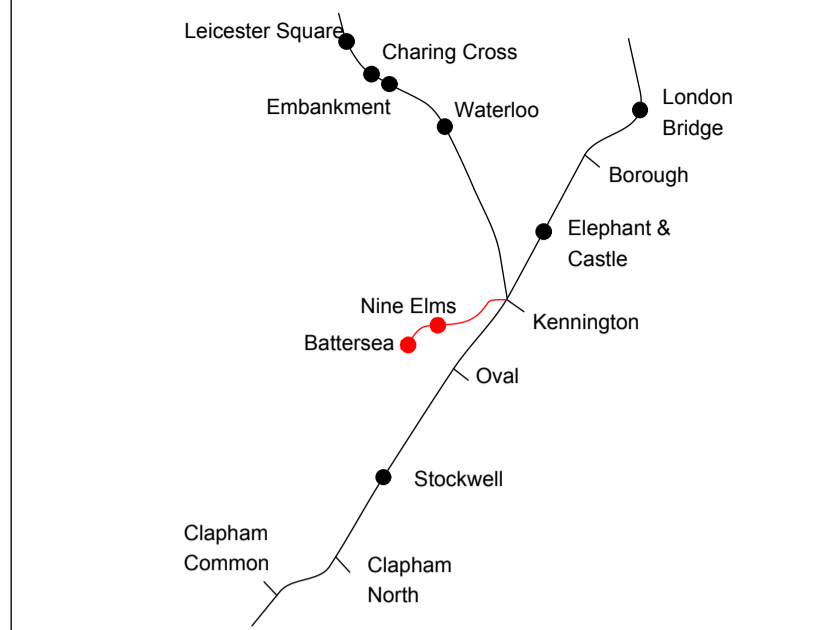 Leicester Square
Charing Cross
Embankment
Waterloo
London
Bridge
Borough
Elephant &
Castle
Nine Elms
Kennington
Battersea
Oval
Stockwell
Clapham
Common
Clapham
North